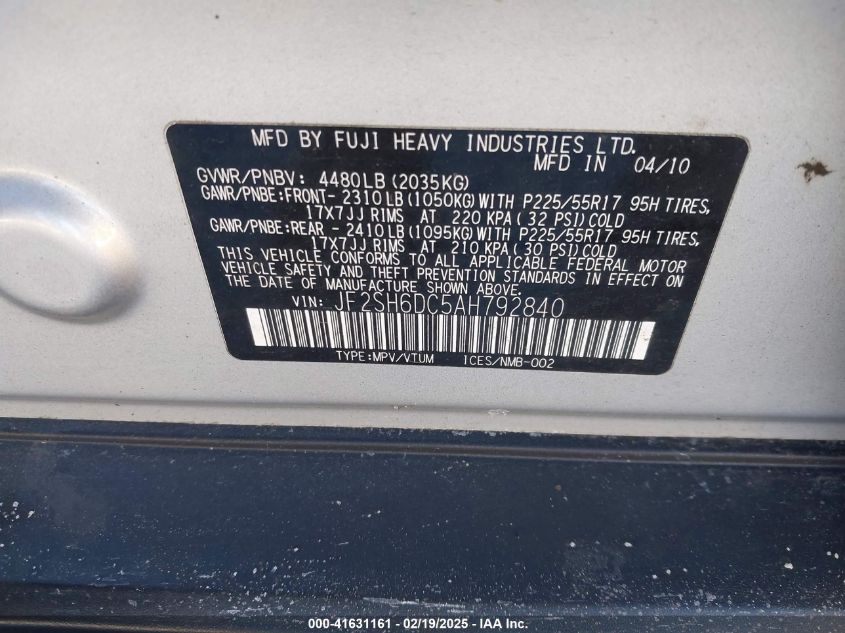 MFD BY FUJI HEAVY INDUSTRIES LTD.
MFD IN 04/10
GVWR/PNBV: 4480LB (2035KG)
GAWR/PNBE:FRONT- 2310LB (1050KG) WITH P225/55R17 95H TIRES,
17X7JJ RIMS AT 220 KPA ( 32 PSI) COLD
GAWR/PNBE:REAR - 2410LB (1095KG) WITH P225/55R17 95H TIRES,
17X7JJ RIMS AT 210 KPA ( 30 PSI) COLD
THIS VEHICLE CONFORMS TO ALL APPLICABLE FEDERAL MOTOR
VEHICLE SAFETY AND THEFT PREVENTION STANDARDS IN EFFECT ON
THE DATE OF MANUFACTURE SHOWN ABOVE.
VIN: JF2SH6DC5AH792840
TYPE:MPV/VTUM ICES/NMB-002
000-41631161 - 02/19/2025 - IAA Inc.